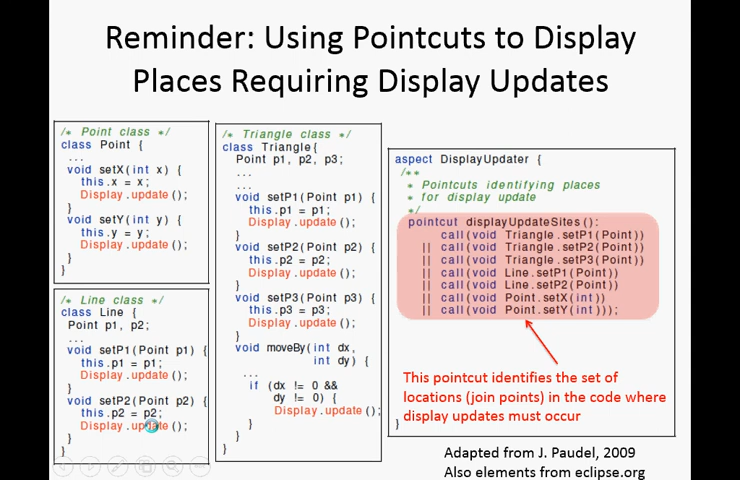 Reminder: Using Pointcuts to Display
Places Requiring Display Updates
/* Point class */
class Point {
...
void setX(int x) {
this.x = x;
Display.update();
}
void setY(int y) {
this.y = y;
Display.update();
}
}
/* Line class */
class Line {
Point p1, p2;
...
void setP1(Point p1) {
this.p1 = p1;
Display.update();
}
void setP2(Point p2) {
this.p2 = p2;
Display.update();
}
}
/* Triangle class */
class Triangle{
Point p1, p2, p3;
...
...
void setP1(Point p1) {
this.p1 = p1;
Display.update();
}
void setP2(Point p2) {
this.p2 = p2;
Display.update();
}
void setP3(Point p3) {
this.p3 = p3;
Display.update();
}
void moveBy(int dx,
int dy) {
...
if (dx != 0 &&
dy != 0) {
Display.update();
}
}
}
aspect DisplayUpdater {
/**
* Pointcuts identifying places
* for display update
*/
pointcut displayUpdateSites():
call(void Triangle.setP1(Point))
|| call(void Triangle.setP2(Point))
|| call(void Triangle.setP3(Point))
|| call(void Line.setP1(Point))
|| call(void Line.setP2(Point))
|| call(void Point.setX(int))
|| call(void Point.setY(int)));
This pointcut identifies the set of
locations (join points) in the code where
display updates must occur
}
Adapted from J. Paudel, 2009
Also elements from eclipse.org